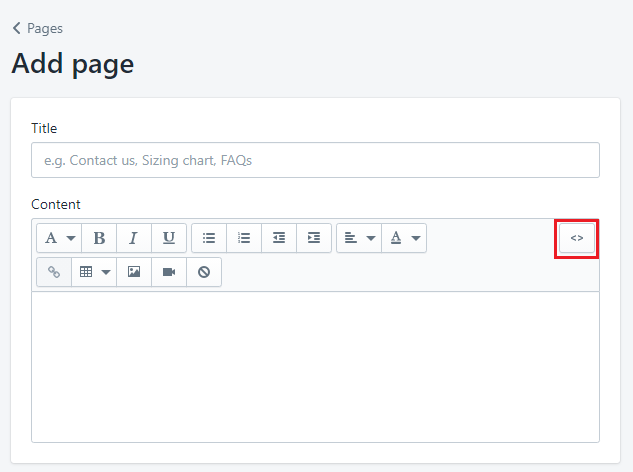 Pages
Add page
Title
e.g. Contact us, Sizing chart, FAQs
Content
A B I U A <>